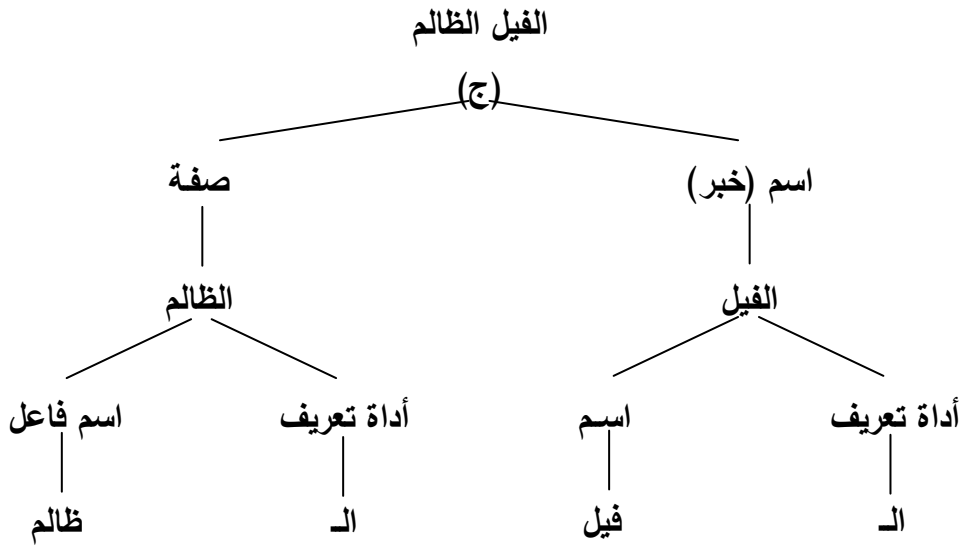 الفيل الظالم
(ج)
اسم (خبر) صفة
الفيل الظالم
أداة تعريف اسم أداة تعريف اسم فاعل
الـ فيل الـ ظالم